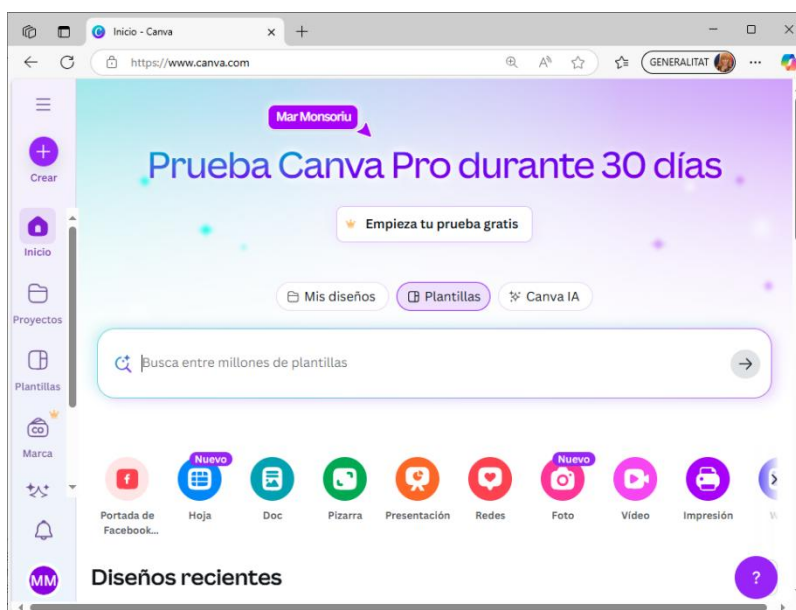 Inicio - Canva
https://www.canva.com
GENERALITAT
Mar Monsoriu
Prueba Canva Pro durante 30 días
Empieza tu prueba gratis
Mis diseños
Plantillas
Canva IA
Busca entre millones de plantillas
Crear
Inicio
Proyectos
Plantillas
CO
Marca
MM
Nuevo
Nuevo
Portada de
Facebook...
Hoja
Doc
Pizarra
Presentación
Redes
Foto
Vídeo
Impresión
Diseños recientes
?